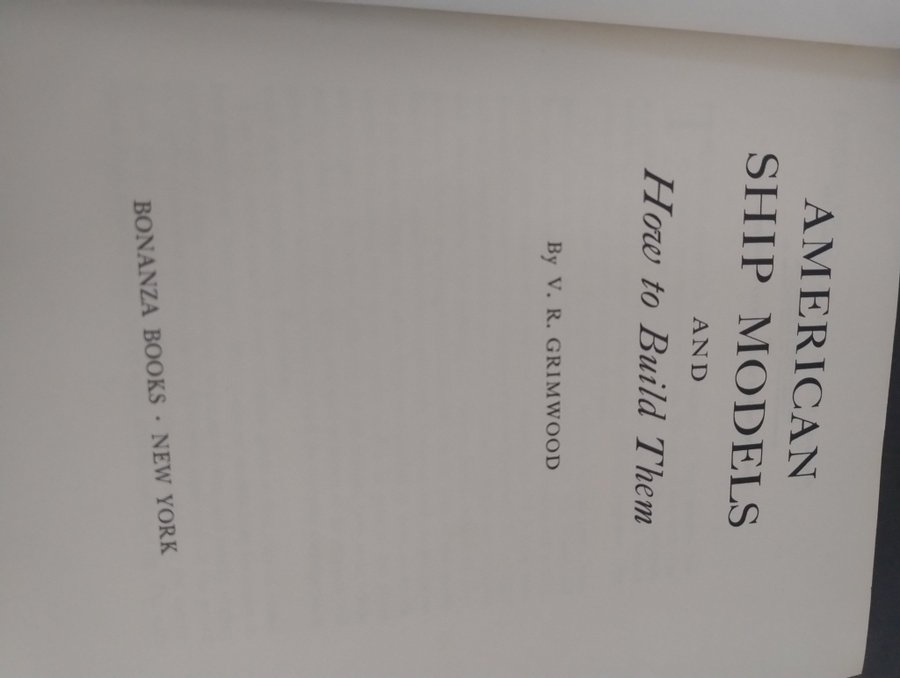 AMERICAN
SHIP MODELS
AND
How to Build Them
By V. R. GRIMWOOD
BONANZA BOOKS · NEW YORK